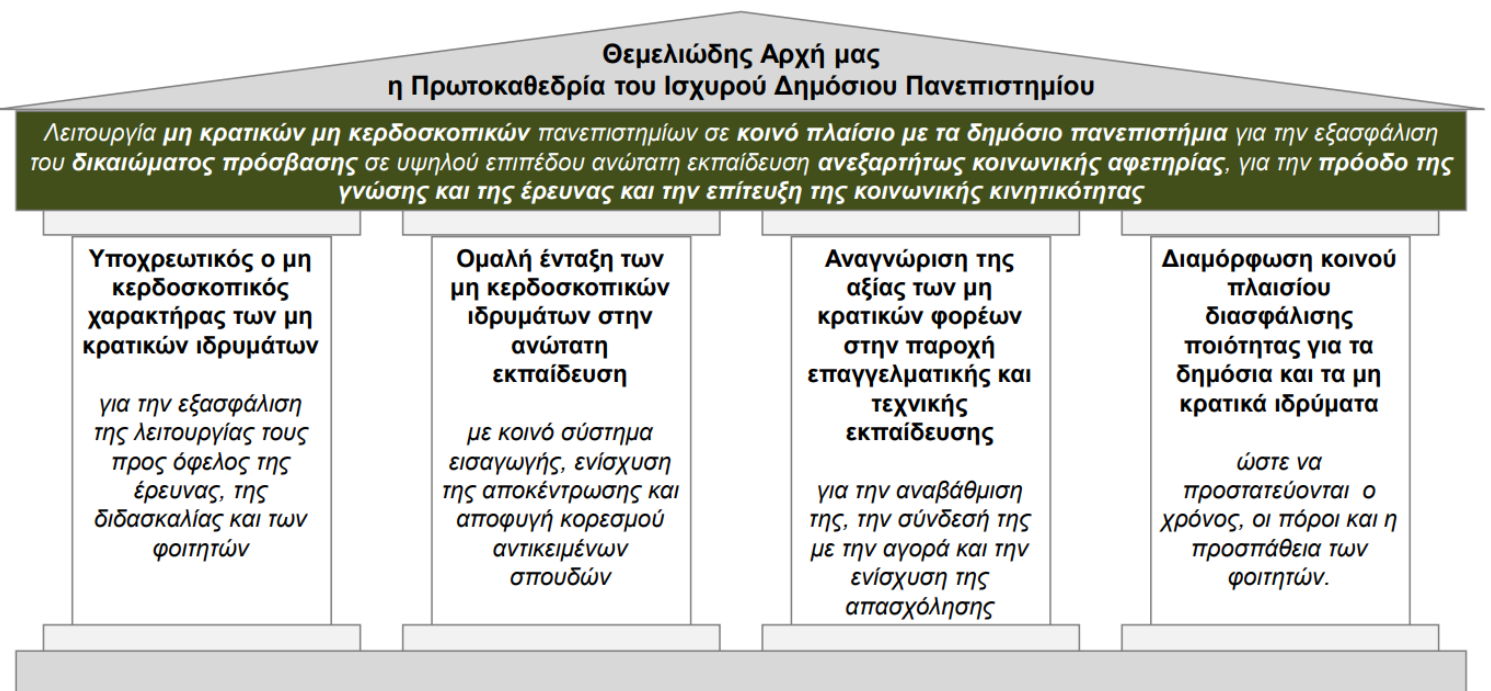 Θεμελιώδης Αρχή μας
η Πρωτοκαθεδρία του Ισχυρού Δημόσιου Πανεπιστημίου
Λειτουργία μη κρατικών μη κερδοσκοπικών πανεπιστημίων σε κοινό πλαίσιο με τα δημόσιο πανεπιστήμια για την εξασφάλιση
του δικαιώματος πρόσβασης σε υψηλού επιπέδου ανώτατη εκπαίδευση ανεξαρτήτως κοινωνικής αφετηρίας, για την πρόοδο της
γνώσης και της έρευνας και την επίτευξη της κοινωνικής κινητικότητας
Υποχρεωτικός ο μη
κερδοσκοπικός
χαρακτήρας των μη
κρατικών ιδρυμάτων
για την εξασφάλιση
της λειτουργίας τους
προς όφελος της
έρευνας, της
διδασκαλίας και των
φοιτητών
Ομαλή ένταξη των
μη κερδοσκοπικών
ιδρυμάτων στην
ανώτατη
εκπαίδευση
με κοινό σύστημα
εισαγωγής, ενίσχυση
της αποκέντρωσης και
αποφυγή κορεσμού
αντικειμένων
σπουδών
Αναγνώριση της
αξίας των μη
κρατικών φορέων
στην παροχή
επαγγελματικής και
τεχνικής
εκπαίδευσης
για την αναβάθμιση
της, την σύνδεσή της
με την αγορά και την
ενίσχυση της
απασχόλησης
Διαμόρφωση κοινού
πλαισίου
διασφάλισης
ποιότητας για τα
δημόσια και τα μη
κρατικά ιδρύματα
ώστε να
προστατεύονται ο
χρόνος, οι πόροι και η
προσπάθεια των
φοιτητών.